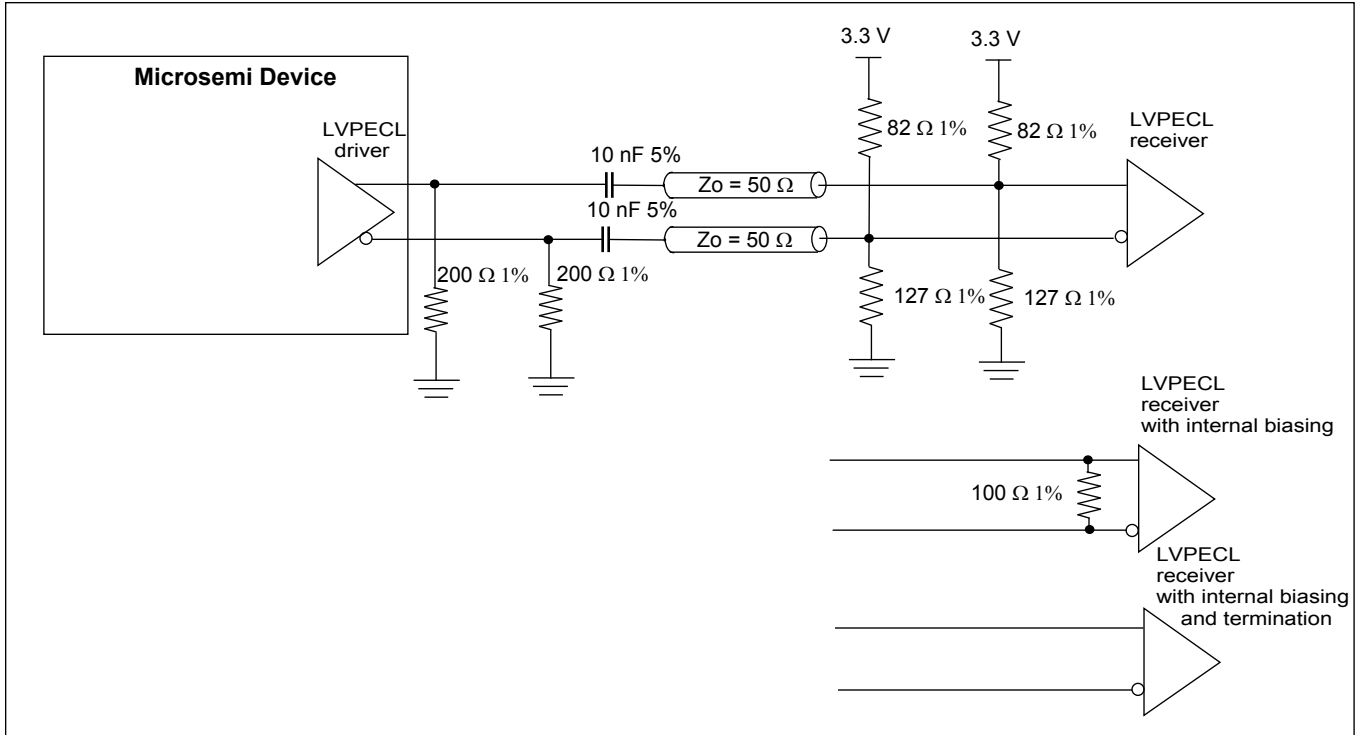 3.3 V
3.3 V
Microsemi Device
LVPECL
driver
82 Ω 1%
82 Ω 1%
LVPECL
receiver
10 nF 5%
Zo = 50 Ω
10 nF 5%
Zo = 50 Ω
200 Ω 1%
200 Ω 1%
127 Ω 1%
127 Ω 1%
LVPECL
receiver
with internal biasing
100 Ω 1%
LVPECL
receiver
with internal biasing
and termination